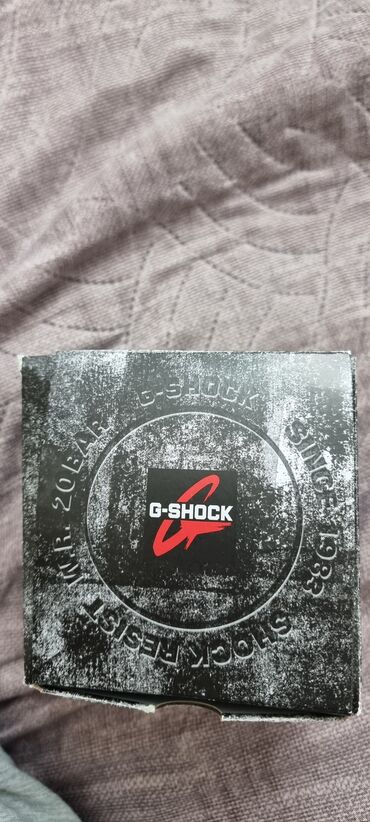 G-SHOCK
SINCE 1983
SHOCK RESIST
W.R. 20BAR
G-SHOCK